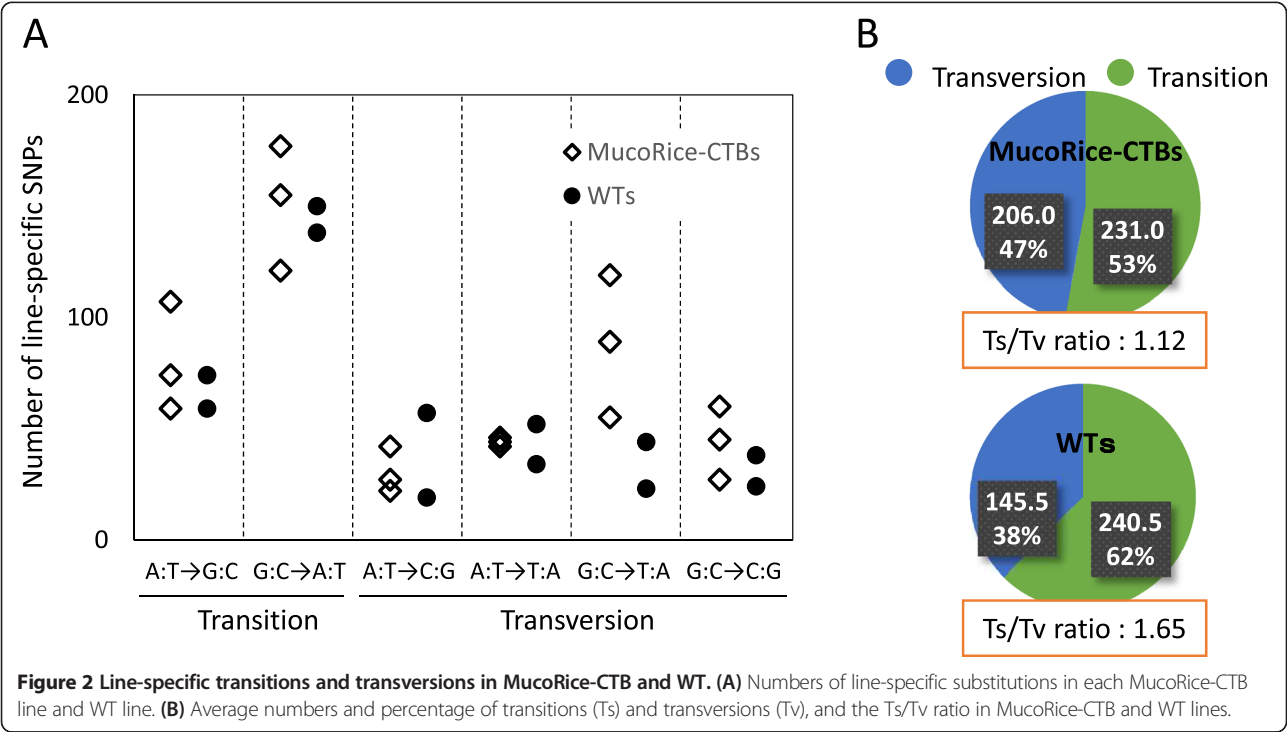 A
200
100
0
Number of line-specific SNPs
MucoRice-CTBs
WTs
A:T→G:C G:C→A:T A:T→C:G A:T→T:A G:C→T:A G:C→C:G
Transition Transversion
B
Transversion Transition
MucoRice-CTBs
206.0
47%
231.0
53%
Ts/Tv ratio : 1.12
WTs
145.5
38%
240.5
62%
Ts/Tv ratio : 1.65
Figure 2 Line-specific transitions and transversions in MucoRice-CTB and WT. (A) Numbers of line-specific substitutions in each MucoRice-CTB
line and WT line. (B) Average numbers and percentage of transitions (Ts) and transversions (Tv), and the Ts/Tv ratio in MucoRice-CTB and WT lines.